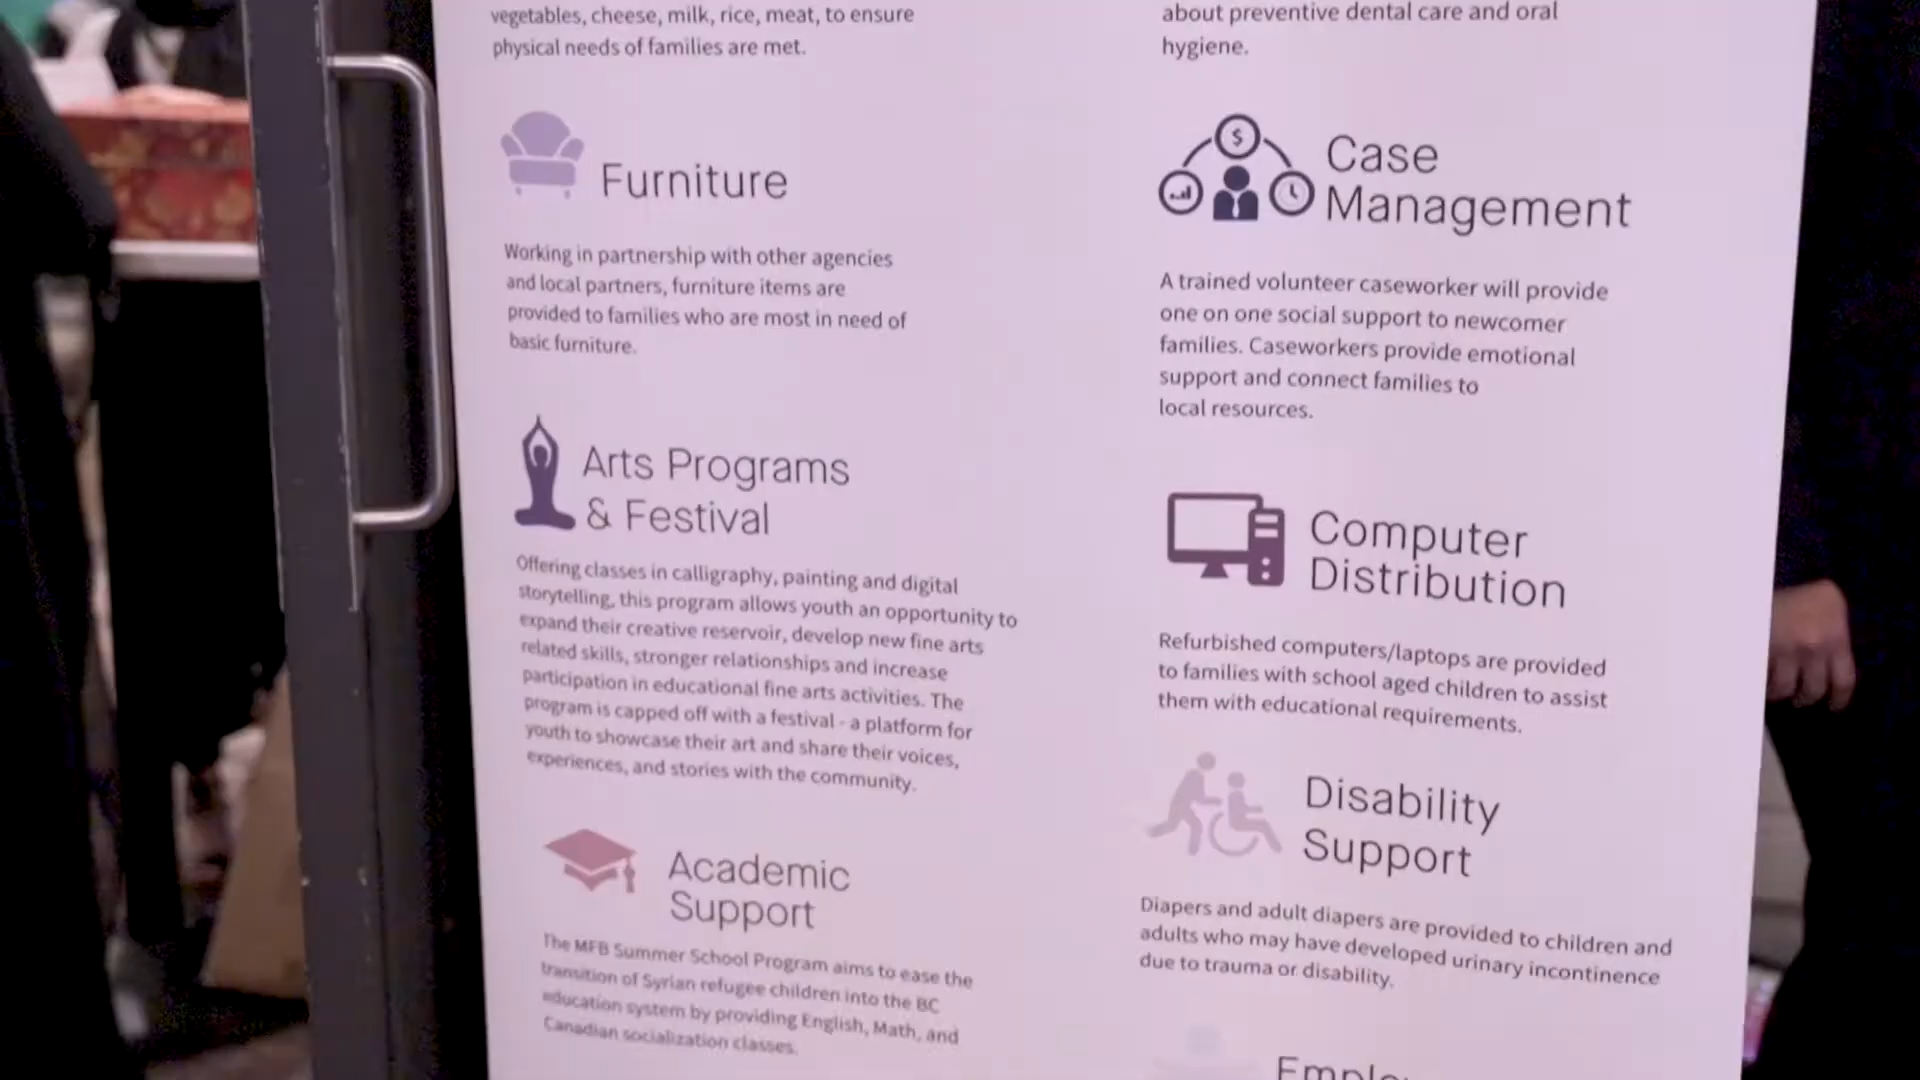 vegetables, cheese, milk, rice, meat, to ensure
physical needs of families are met.
Furniture
Working in partnership with other agencies
and local partners, furniture items are
provided to families who are most in need of
basic furniture.
Arts Programs
& Festival
Offering classes in calligraphy, painting and digital
storytelling, this program allows youth an opportunity to
expand their creative reservoir, develop new fine arts
related skills, stronger relationships and increase
participation in educational fine arts activities. The
program is capped off with a festival - a platform for
youth to showcase their art and share their voices,
experiences, and stories with the community.
Academic
Support
The MFB Summer School Program aims to ease the
transition of Syrian refugee children into the BC
education system by providing English, Math, and
Canadian socialization classes.
about preventive dental care and oral
hygiene.
$
Case
Management
A trained volunteer caseworker will provide
one on one social support to newcomer
families. Caseworkers provide emotional
support and connect families to
local resources.
Computer
Distribution
Refurbished computers/laptops are provided
to families with school aged children to assist
them with educational requirements.
Disability
Support
Diapers and adult diapers are provided to children and
adults who may have developed urinary incontinence
due to trauma or disability.